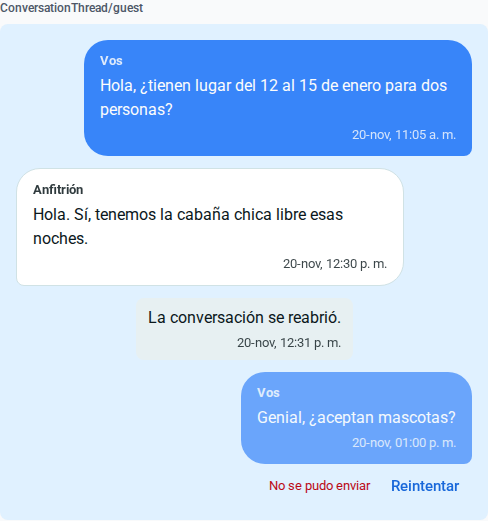 ConversationThread/guest
Vos
Hola, ¿tienen lugar del 12 al 15 de enero para dos
personas?
20-nov, 11:05 a. m.
Anfitrión
Hola. Sí, tenemos la cabaña chica libre esas
noches.
20-nov, 12:30 p. m.
La conversación se reabrió.
20-nov, 12:31 p. m.
Vos
Genial, ¿aceptan mascotas?
20-nov, 01:00 p. m.
No se pudo enviar Reintentar